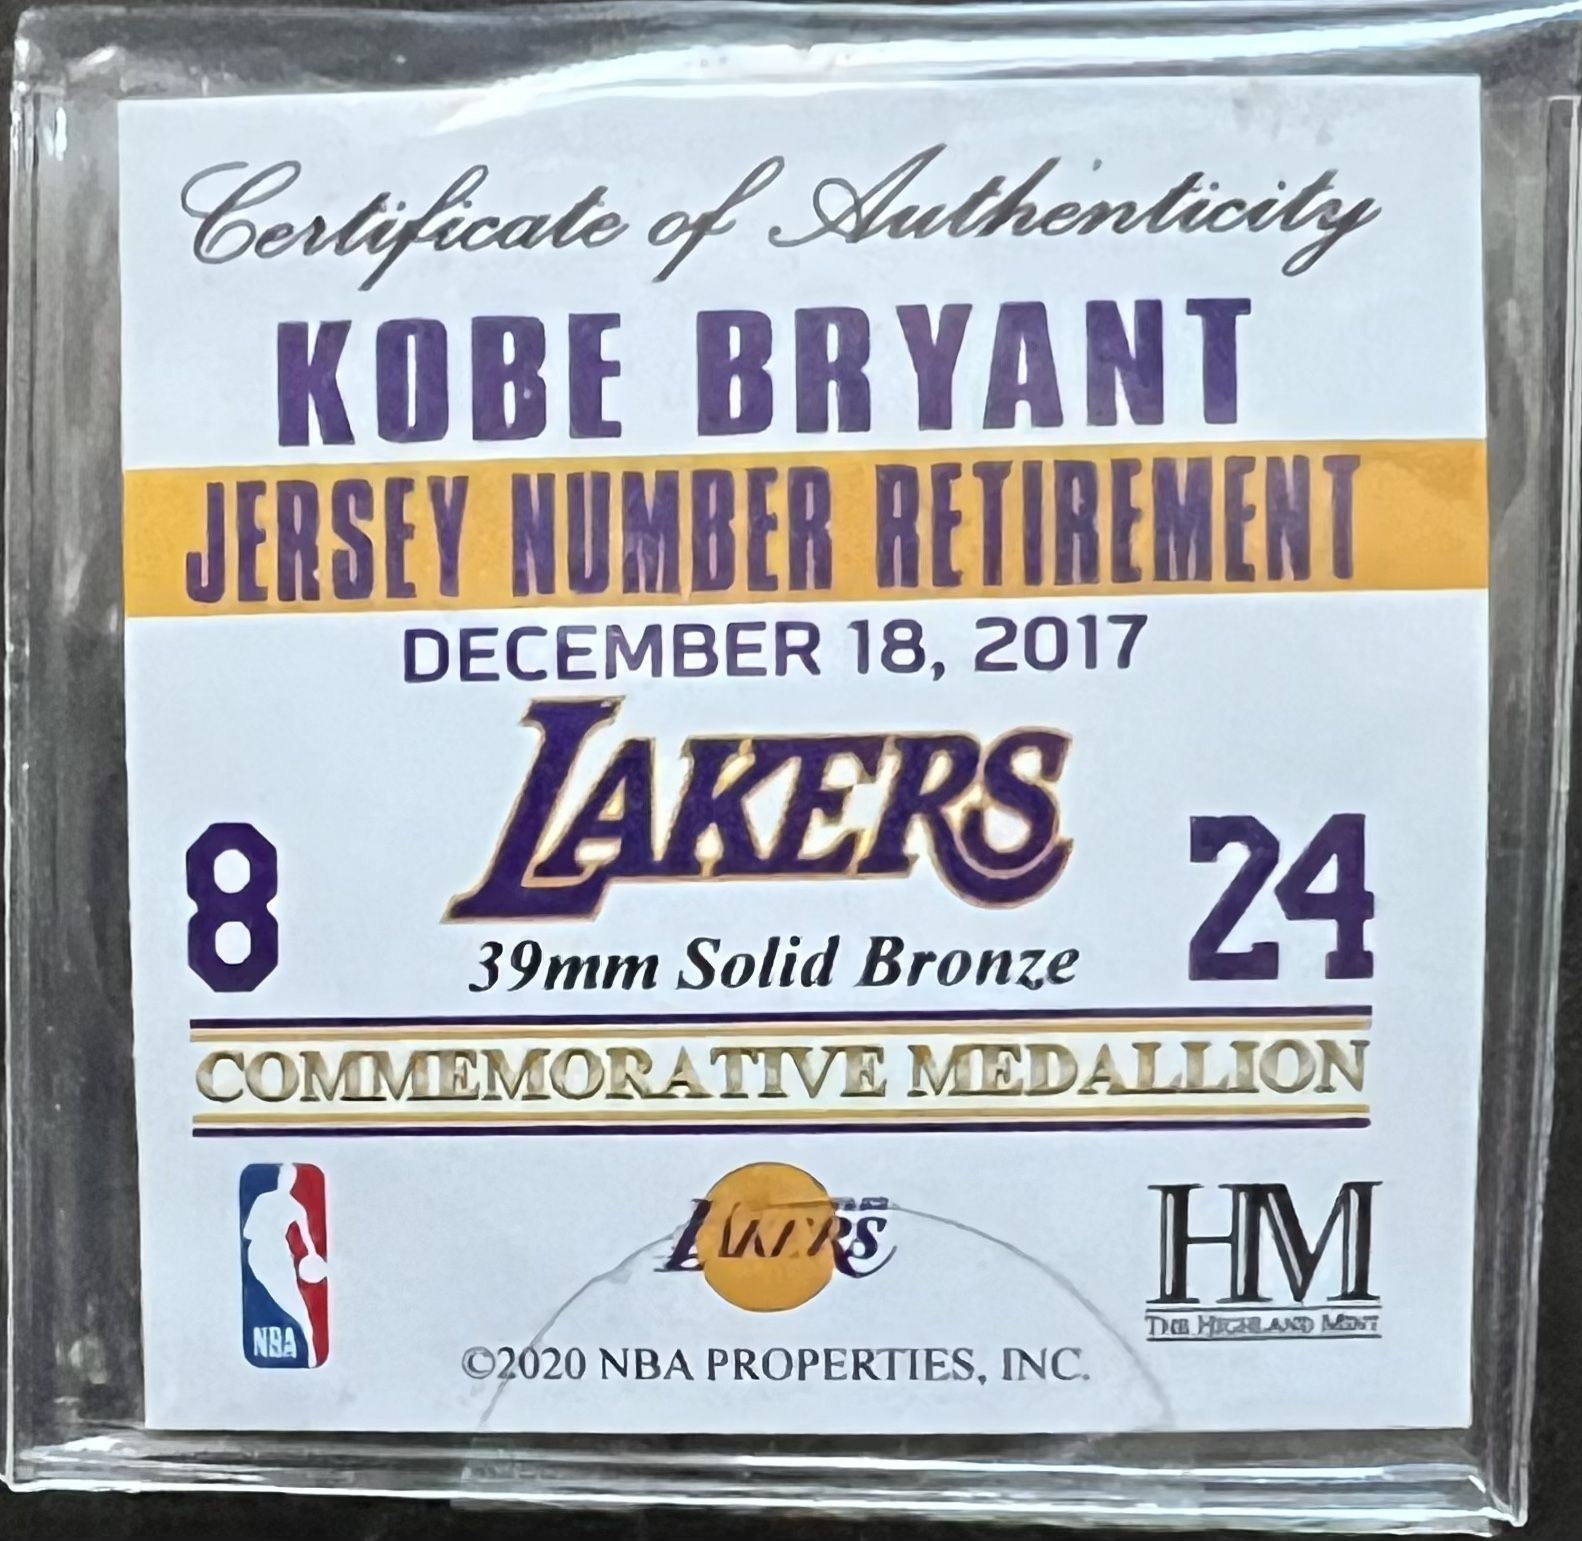 Certificate of Authenticity
KOBE BRYANT
JERSEY NUMBER RETIREMENT
DECEMBER 18, 2017
LAKERS
8 24
39mm Solid Bronze
COMMEMORATIVE MEDALLION
NBA
LAKERS
HM
THE HIGHLAND MINT
©2020 NBA PROPERTIES, INC.